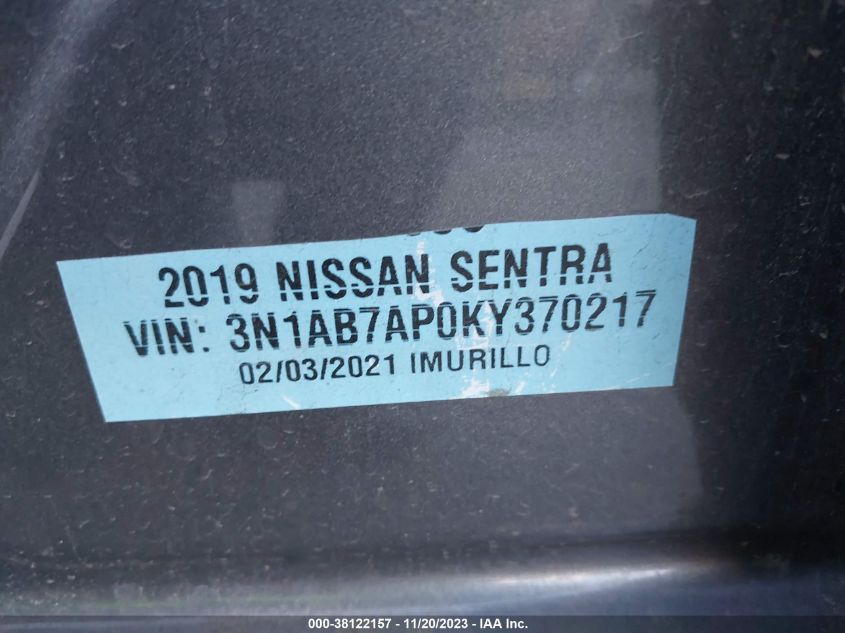 2019 NISSAN SENTRA
VIN: 3N1AB7AP0KY370217
02/03/2021 IMURILLO
000-38122157 - 11/20/2023 - IAA Inc.